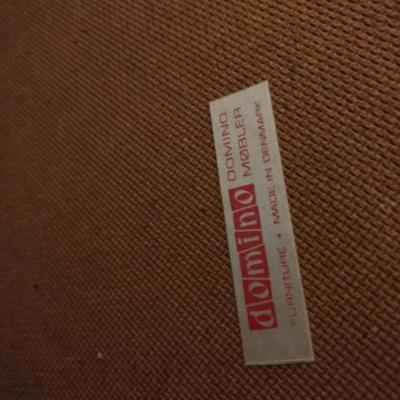 domino DOMINO
MØBLER
FURNITURE • MADE IN DENMARK